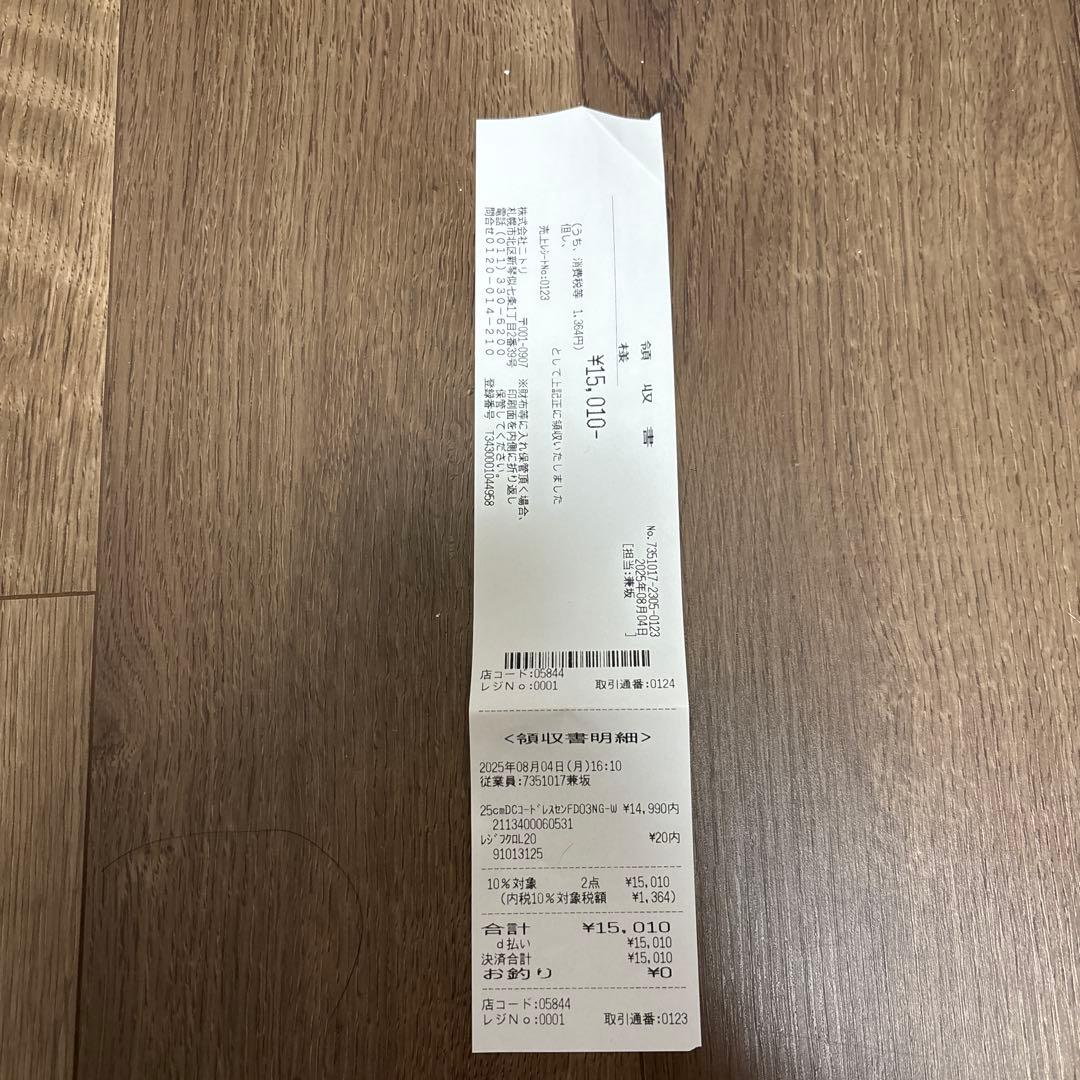 領収書
No.7351017-2305-0123
2025年08月04日
[担当:兼坂 ]
様
¥15,010-
(うち、消費税等 1,364円)
但し、
として上記正に領収いたしました
売上レシートNo:0123
株式会社ニトリ 〒001-0907
札幌市北区新琴似七条1丁目2番39号
電話(011)330-6200
問合せ0120-014-210
※財布等に入れ保管頂く場合、
印刷面を内側に折り返し
保管してください。
登録番号 T3430001044958
店コード:05844
レジNo:0001 取引通番:0124
<領収書明細>
2025年08月04日(月)16:10
従業員:7351017兼坂
25cmDCコードレスセンFD03NG-W ¥14,990内
2113400060531
レジフクロL20 ¥20内
91013125
10%対象 2点 ¥15,010
(内税10%対象税額 ¥1,364)
合計 ¥15,010
d払い ¥15,010
決済合計 ¥15,010
お釣り ¥0
店コード:05844
レジNo:0001 取引通番:0123